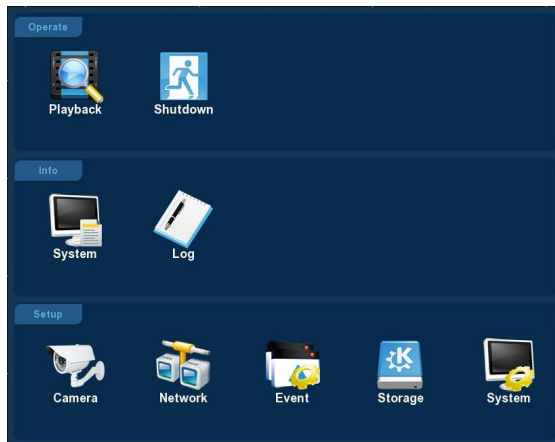 Operate
Playback Shutdown
Info
System Log
Setup
Camera Network Event Storage System